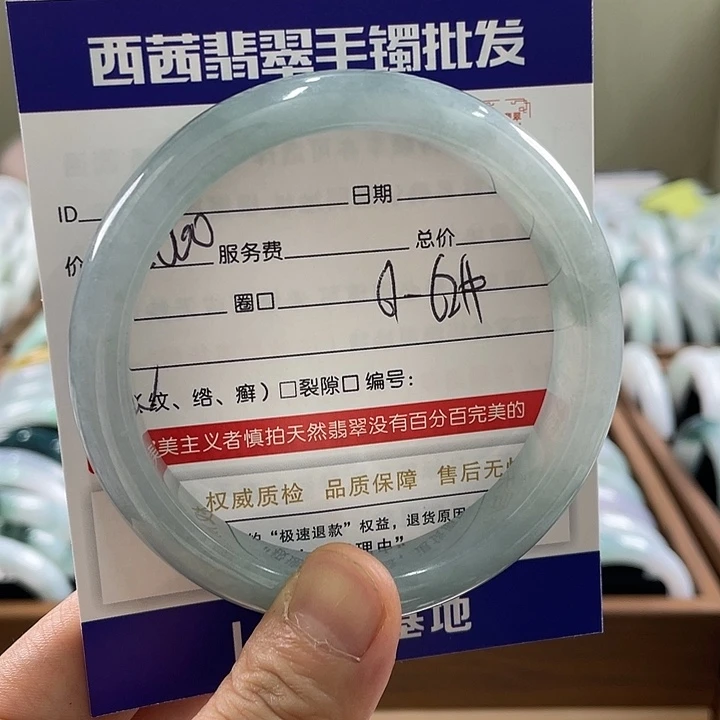 西茜翡翠手镯批发
ID 日期
价 服务费 总价
圈口
纹、绺、癣）□裂隙□ 编号：
美主义者慎拍天然翡翠没有百分百完美的
权威质检 品质保障 售后无
“极速退款”权益，退货原因
理由”
基地